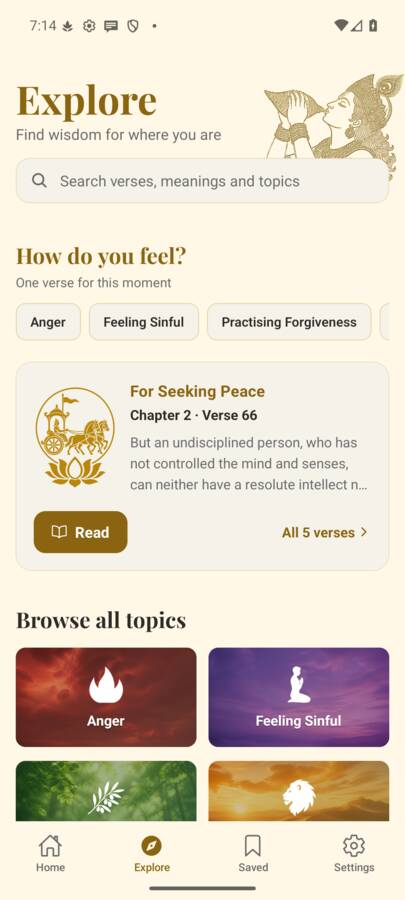 7:14
Explore
Find wisdom for where you are
Search verses, meanings and topics
How do you feel?
One verse for this moment
Anger
Feeling Sinful
Practising Forgiveness
For Seeking Peace
Chapter 2 · Verse 66
But an undisciplined person, who has
not controlled the mind and senses,
can neither have a resolute intellect n...
Read
All 5 verses
Browse all topics
Anger
Feeling Sinful
Home
Explore
Saved
Settings